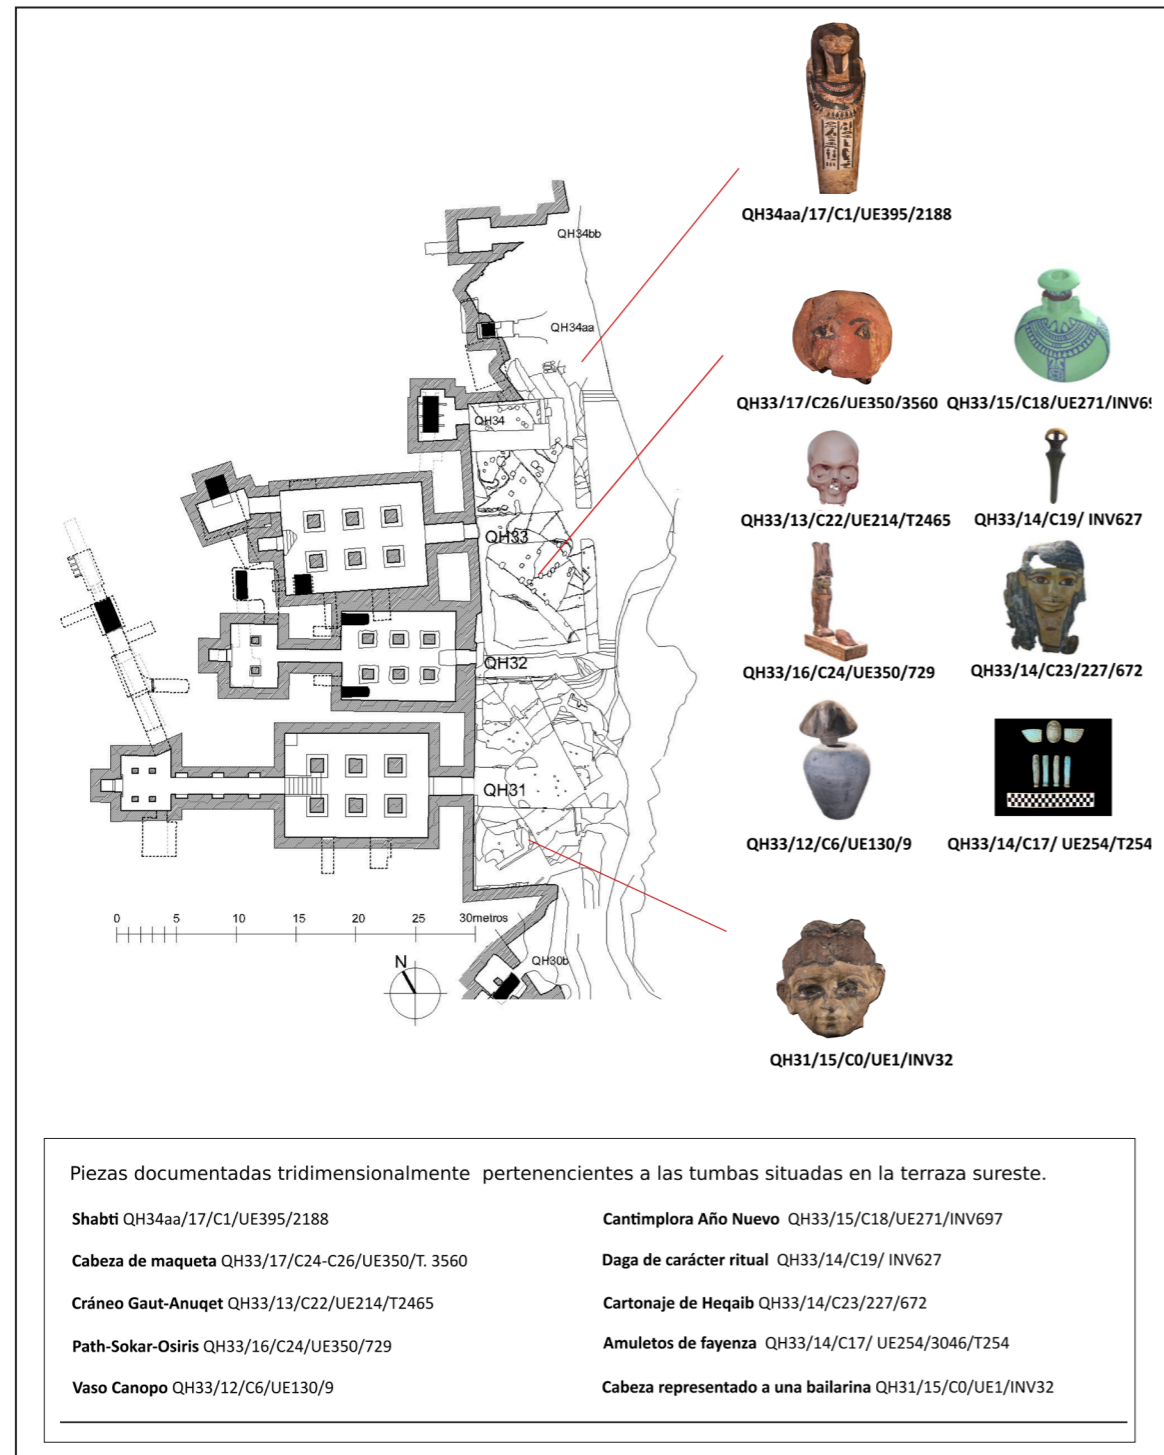 QH34aa/17/C1/UE395/2188
QH34bb
QH34aa
QH33/17/C26/UE350/3560 QH33/15/C18/UE271/INV69
QH34
QH33/13/C22/UE214/T2465 QH33/14/C19/ INV627
QH33
QH32
QH33/16/C24/UE350/729 QH33/14/C23/227/672
QH31
QH33/12/C6/UE130/9 QH33/14/C17/ UE254/T254
0 5 10 15 20 25 30metros
N
QH30b
QH31/15/C0/UE1/INV32
Piezas documentadas tridimensionalmente pertenencientes a las tumbas situadas en la terraza sureste.
Shabti QH34aa/17/C1/UE395/2188
Cabeza de maqueta QH33/17/C24-C26/UE350/T. 3560
Cráneo Gaut-Anuqet QH33/13/C22/UE214/T2465
Path-Sokar-Osiris QH33/16/C24/UE350/729
Vaso Canopo QH33/12/C6/UE130/9
Cantimplora Año Nuevo QH33/15/C18/UE271/INV697
Daga de carácter ritual QH33/14/C19/ INV627
Cartonaje de Heqaib QH33/14/C23/227/672
Amuletos de fayenza QH33/14/C17/ UE254/3046/T254
Cabeza representado a una bailarina QH31/15/C0/UE1/INV32